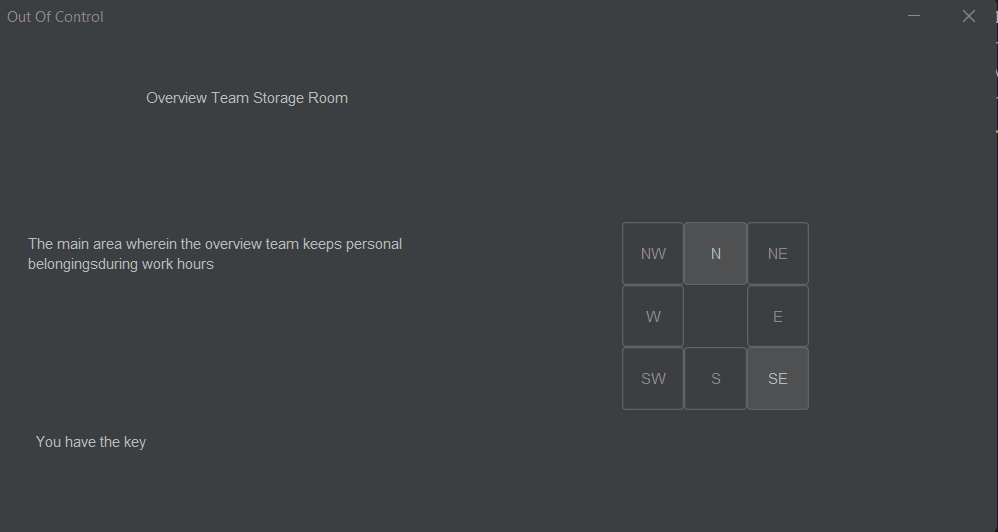 Out Of Control
Overview Team Storage Room
The main area wherein the overview team keeps personal
belongingsduring work hours
NW N NE
W E
SW S SE
You have the key